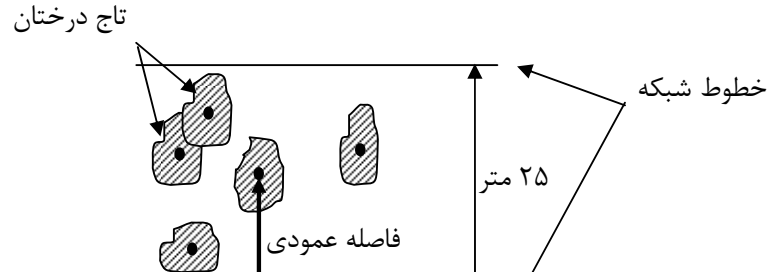 تاج درختان
خطوط شبکه
۲۵ متر
فاصله عمودی